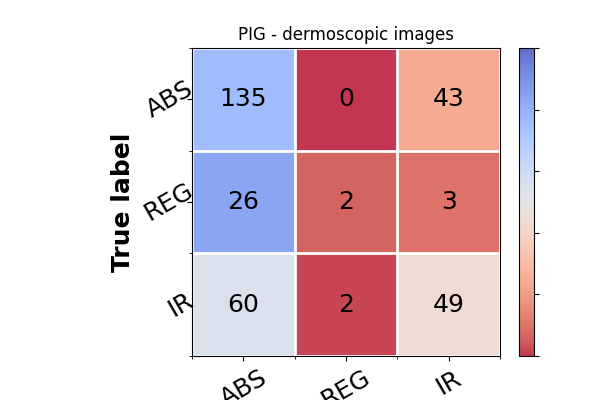 PIG - dermoscopic images
True label
ABS 135 0 43
REG 26 2 3
IR 60 2 49
ABS REG IR